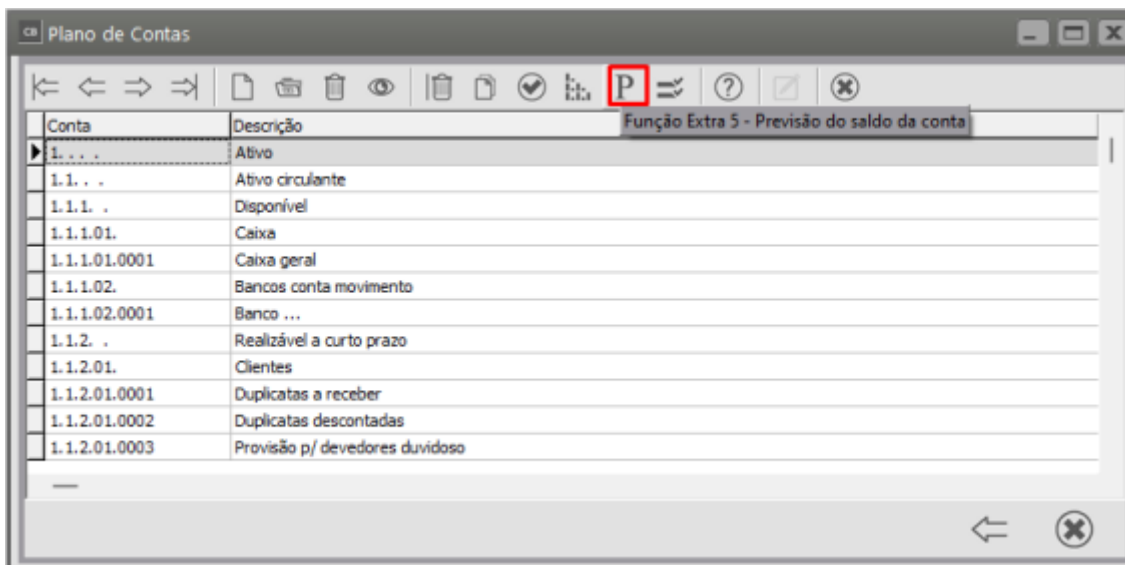 CB Plano de Contas
P ?
Função Extra 5 - Previsão do saldo da conta
Conta Descrição
1. . . . Ativo
1.1. . . Ativo circulante
1.1.1. . Disponível
1.1.1.01. Caixa
1.1.1.01.0001 Caixa geral
1.1.1.02. Bancos conta movimento
1.1.1.02.0001 Banco ...
1.1.2. . Realizável a curto prazo
1.1.2.01. Clientes
1.1.2.01.0001 Duplicatas a receber
1.1.2.01.0002 Duplicatas descontadas
1.1.2.01.0003 Provisão p/ devedores duvidoso